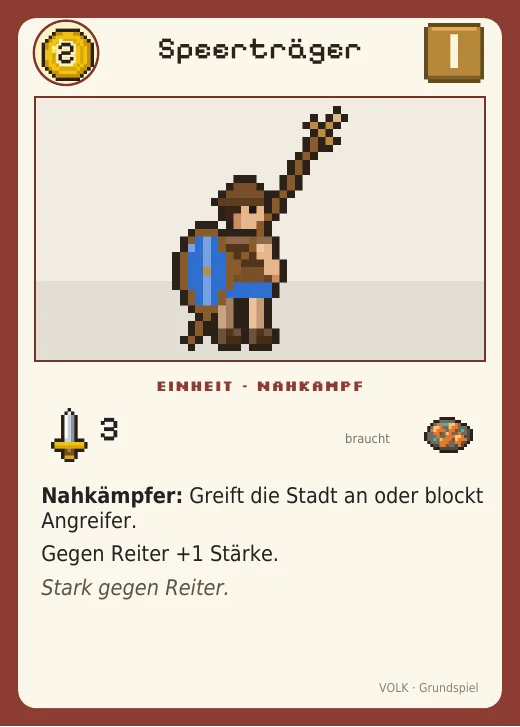 2 Speerträger I
EINHEIT - NAHKAMPF
3 braucht
Nahkämpfer: Greift die Stadt an oder blockt
Angreifer.
Gegen Reiter +1 Stärke.
Stark gegen Reiter.
VOLK · Grundspiel